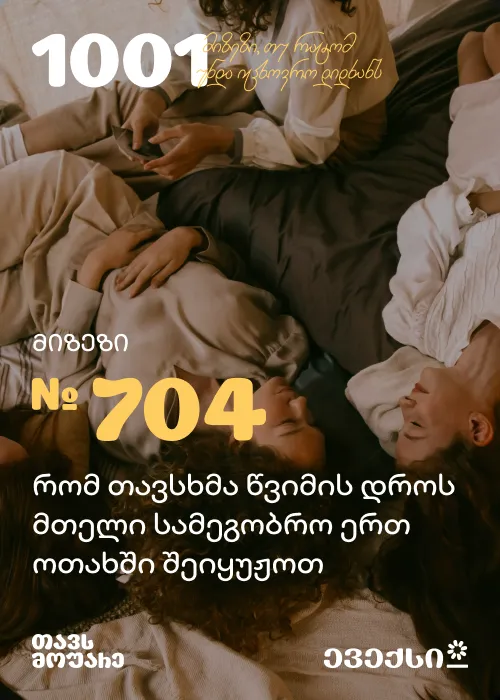 1001 მიზეზი, თუ რატომ
უნდა იცხოვრო დიდხანს
მიზეზი
№ 704
რომ თავსხმა წვიმის დროს
მთელი სამეგობრო ერთ
ოთახში შეიყუჟოთ
თავს
მოუარე
ევექსი